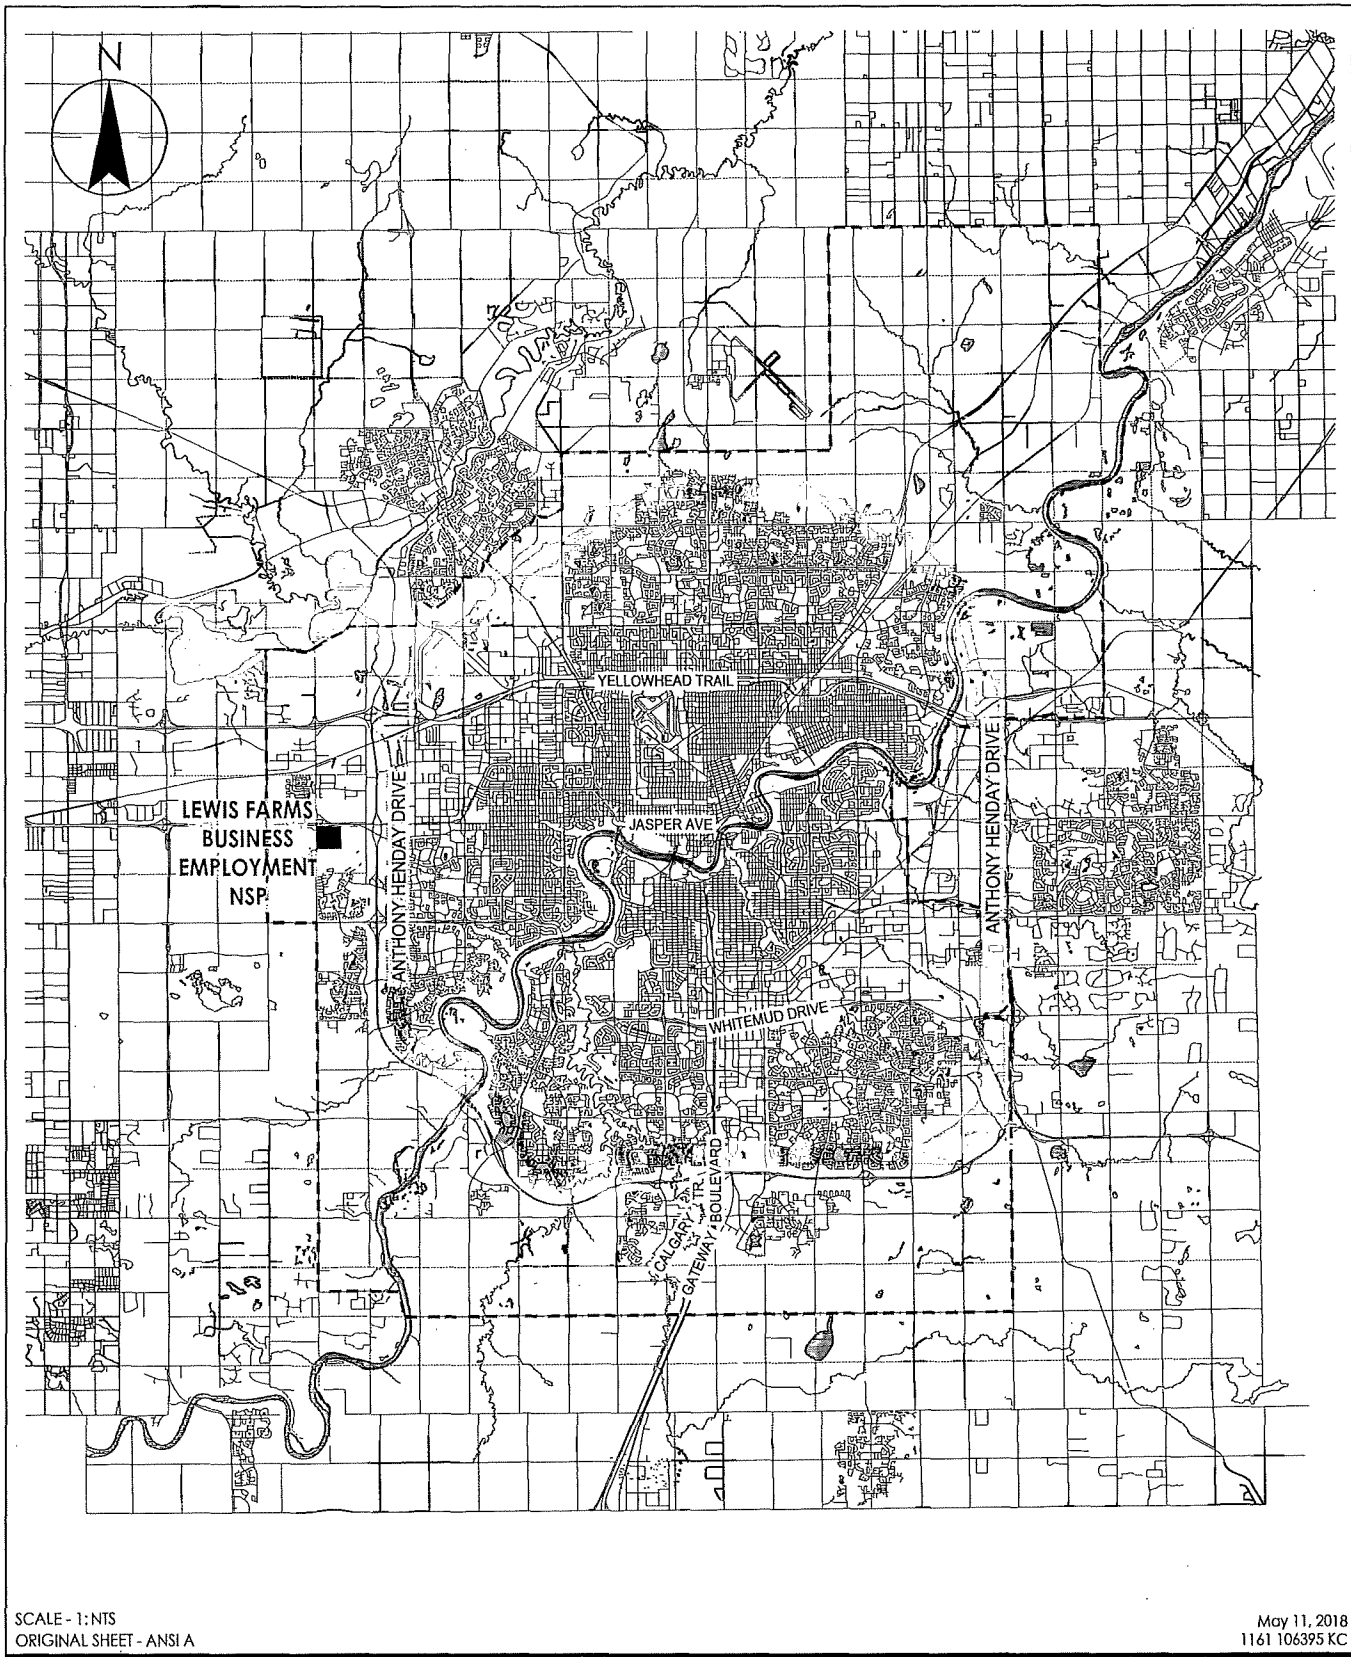 N
YELLOWHEAD TRAIL
ANTHONY HENDAY DRIVE
ANTHONY HENDAY DRIVE
LEWIS FARMS
BUSINESS
EMPLOYMENT
NSP
JASPER AVE
WHITEMUD DRIVE
CALGARY TR.
GATEWAY BOULEVARD
SCALE - 1: NTS
ORIGINAL SHEET - ANSI A
May 11, 2018
1161 106395 KC